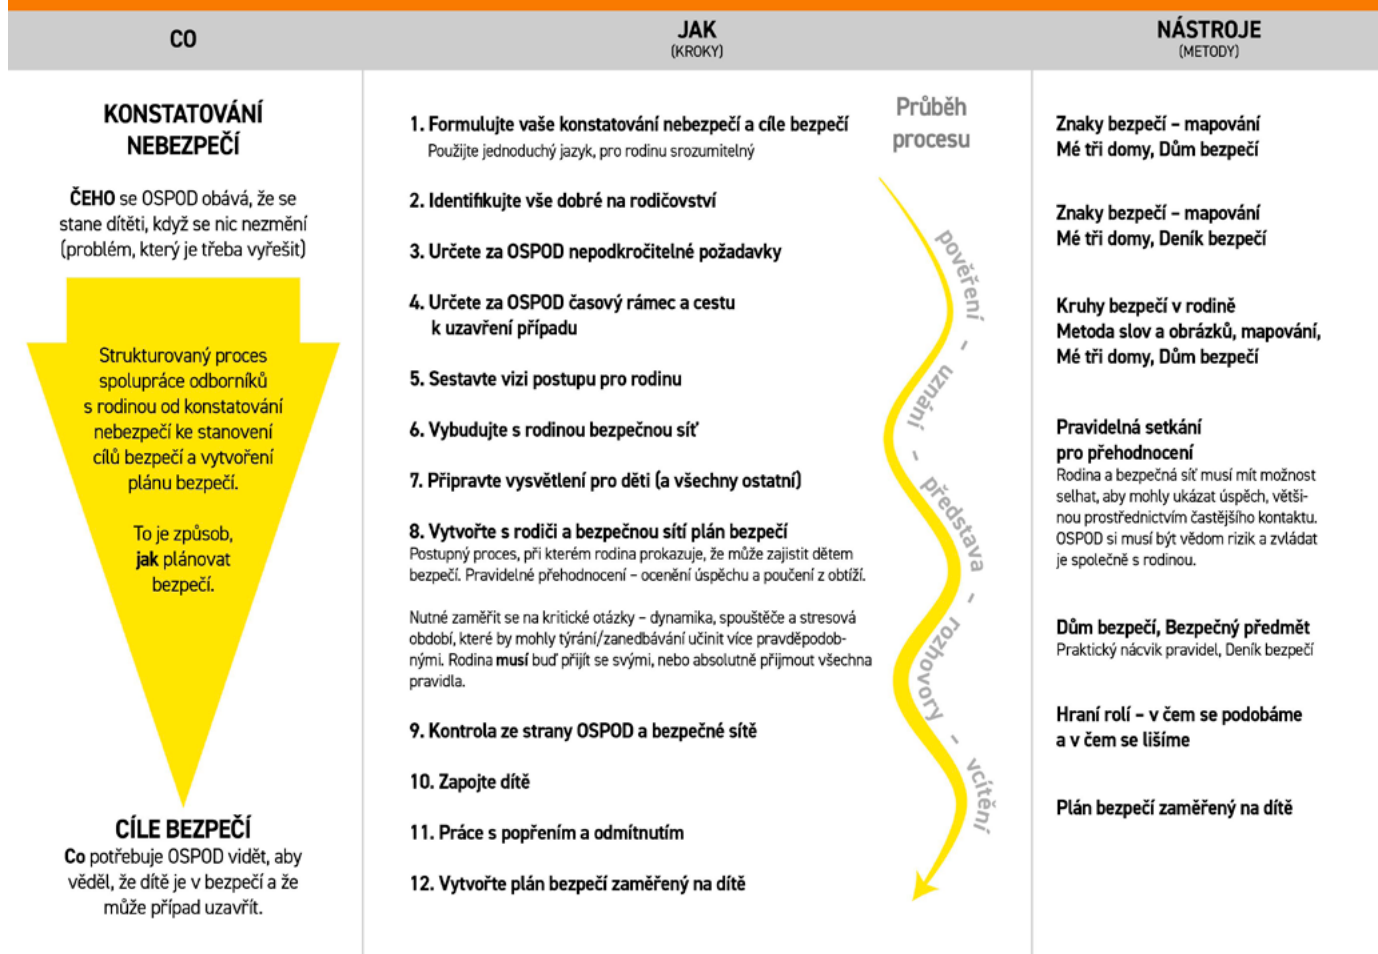 CO
JAK
(KROKY)
NÁSTROJE
(METODY)
KONSTATOVÁNÍ
NEBEZPEČÍ
ČEHO se OSPOD obává, že se
stane dítěti, když se nic nezmění
(problém, který je třeba vyřešit)
Strukturovaný proces
spolupráce odborníků
s rodinou od konstatování
nebezpečí ke stanovení
cílů bezpečí a vytvoření
plánu bezpečí.
To je způsob,
jak plánovat
bezpečí.
CÍLE BEZPEČÍ
Co potřebuje OSPOD vidět, aby
věděl, že dítě je v bezpečí a že
může případ uzavřít.
1. Formulujte vaše konstatování nebezpečí a cíle bezpečí
Použijte jednoduchý jazyk, pro rodinu srozumitelný
2. Identifikujte vše dobré na rodičovství
3. Určete za OSPOD nepodkročitelné požadavky
4. Určete za OSPOD časový rámec a cestu
k uzavření případu
5. Sestavte vizi postupu pro rodinu
6. Vybudujte s rodinou bezpečnou síť
7. Připravte vysvětlení pro děti (a všechny ostatní)
8. Vytvořte s rodiči a bezpečnou sítí plán bezpečí
Postupný proces, při kterém rodina prokazuje, že může zajistit dětem
bezpečí. Pravidelné přehodnocení – ocenění úspěchu a poučení z obtíží.
Nutné zaměřit se na kritické otázky – dynamika, spouštěče a stresová
období, které by mohly týrání/zanedbávání učinit více pravděpodob-
nými. Rodina musí buď přijít se svými, nebo absolutně přijmout všechna
pravidla.
9. Kontrola ze strany OSPOD a bezpečné sítě
10. Zapojte dítě
11. Práce s popřením a odmítnutím
12. Vytvořte plán bezpečí zaměřený na dítě
Průběh
procesu
pověření – uznání – představa – rozhovory – vcítění
Znaky bezpečí – mapování
Mé tři domy, Dům bezpečí
Znaky bezpečí – mapování
Mé tři domy, Deník bezpečí
Kruhy bezpečí v rodině
Metoda slov a obrázků, mapování,
Mé tři domy, Dům bezpečí
Pravidelná setkání
pro přehodnocení
Rodina a bezpečná síť musí mít možnost
selhat, aby mohly ukázat úspěch, větši-
nou prostřednictvím častějšího kontaktu.
OSPOD si musí být vědom rizik a zvládat
je společně s rodinou.
Dům bezpečí, Bezpečný předmět
Praktický nácvik pravidel, Deník bezpečí
Hraní rolí – v čem se podobáme
a v čem se lišíme
Plán bezpečí zaměřený na dítě